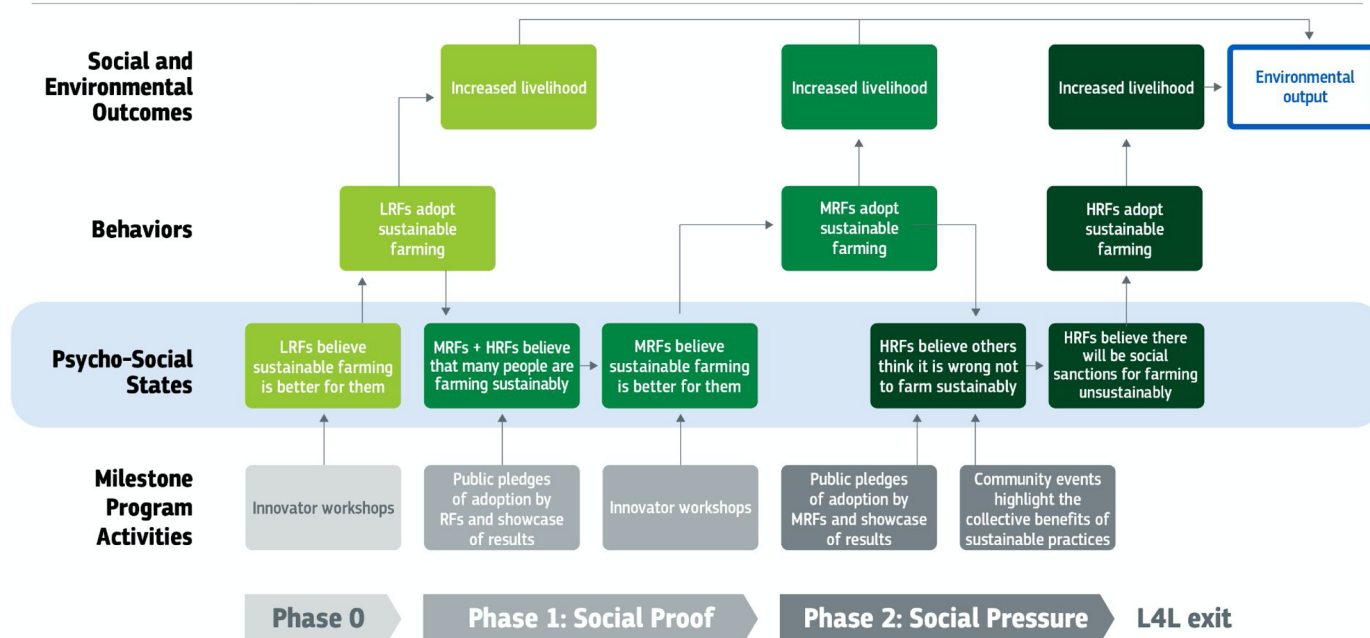 Social and
Environmental
Outcomes
Increased livelihood
Increased livelihood
Increased livelihood
Environmental
output
Behaviors
LRFs adopt
sustainable
farming
MRFs adopt
sustainable
farming
HRFs adopt
sustainable
farming
Psycho-Social
States
LRFs believe
sustainable farming
is better for them
MRFs + HRFs believe
that many people are
farming sustainably
MRFs believe
sustainable farming
is better for them
HRFs believe others
think it is wrong not
to farm sustainably
HRFs believe there
will be social
sanctions for farming
unsustainably
Milestone
Program
Activities
Innovator workshops
Public pledges
of adoption by
RFs and showcase
of results
Innovator workshops
Public pledges
of adoption by
MRFs and showcase
of results
Community events
highlight the
collective benefits of
sustainable practices
Phase 0
Phase 1: Social Proof
Phase 2: Social Pressure
L4L exit